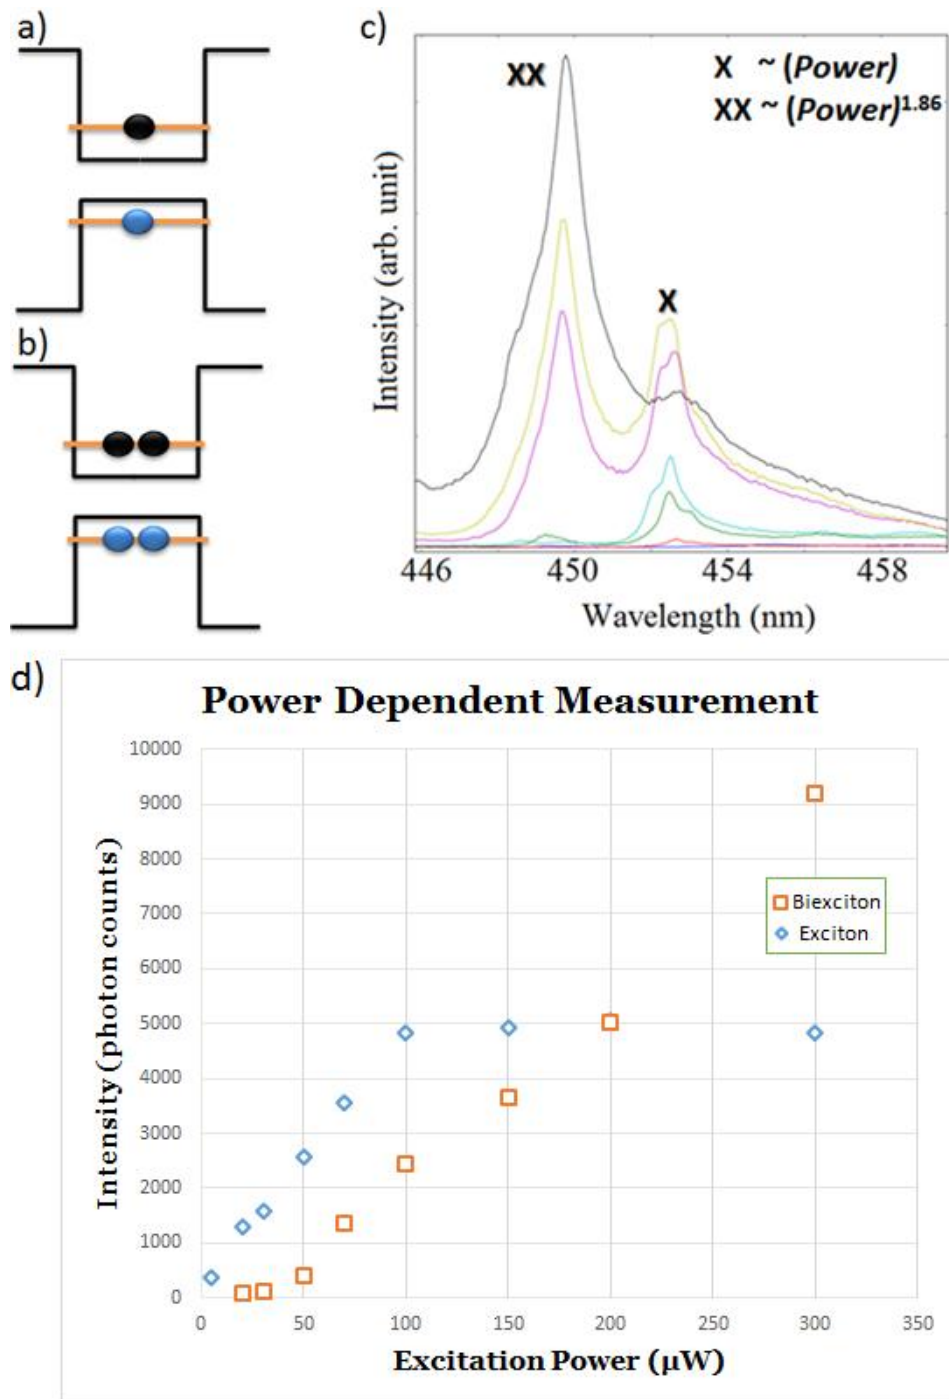 a)
b)
c)
XX
X
X ~ (Power)
XX ~ (Power)1.86
Intensity (arb. unit)
446 450 454 458
Wavelength (nm)
d)
Power Dependent Measurement
Intensity (photon counts)
10000
9000
8000
7000
6000
5000
4000
3000
2000
1000
0
Biexciton
Exciton
0 50 100 150 200 250 300 350
Excitation Power (μW)